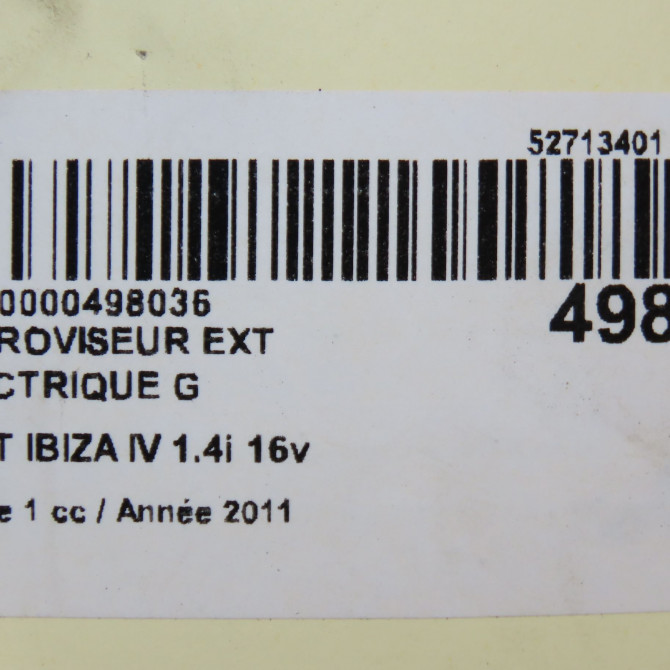 52713401
0000498036
498
ROVISEUR EXT
CTRIQUE G
T IBIZA IV 1.4i 16v
e 1 cc / Année 2011